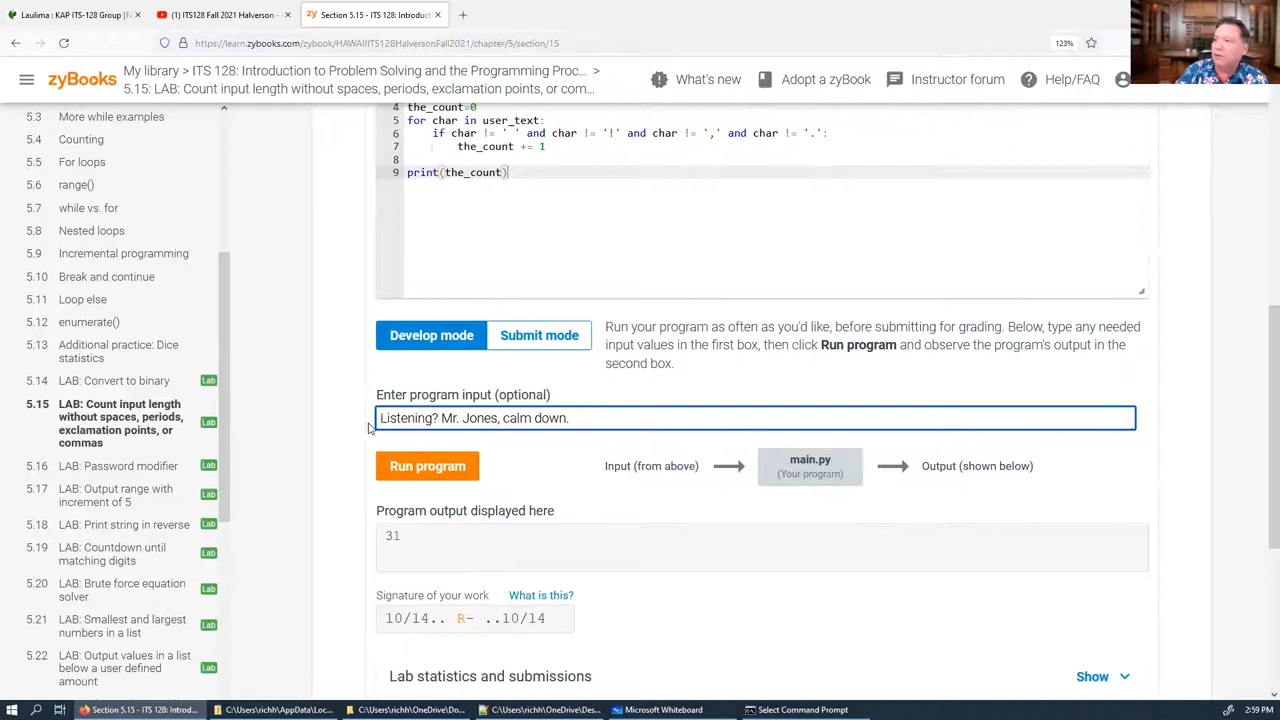 Laulima : KAP ITS-128 Group [Fa
(1) ITS128 Fall 2021 Halverson -
Section 5.15 - ITS 128: Introduct
https://learn.zybooks.com/zybook/HAWAIIITS128HalversonFall2021/chapter/5/section/15
123%
zyBooks
My library > ITS 128: Introduction to Problem Solving and the Programming Proc... >
5.15: LAB: Count input length without spaces, periods, exclamation points, or com...
What's new
Adopt a zyBook
Instructor forum
Help/FAQ
5.3 More while examples
5.4 Counting
5.5 For loops
5.6 range()
5.7 while vs. for
5.8 Nested loops
5.9 Incremental programming
5.10 Break and continue
5.11 Loop else
5.12 enumerate()
5.13 Additional practice: Dice
statistics
5.14 LAB: Convert to binary Lab
5.15 LAB: Count input length
without spaces, periods, Lab
exclamation points, or
commas
5.16 LAB: Password modifier Lab
5.17 LAB: Output range with Lab
increment of 5
5.18 LAB: Print string in reverse Lab
5.19 LAB: Countdown until Lab
matching digits
5.20 LAB: Brute force equation Lab
solver
5.21 LAB: Smallest and largest Lab
numbers in a list
5.22 LAB: Output values in a list Lab
below a user defined
amount
4 the_count=0
5 for char in user_text:
6 if char != ' ' and char != '!' and char != ',' and char != '.':
7 the_count += 1
8
9 print(the_count)
Develop mode
Submit mode
Run your program as often as you'd like, before submitting for grading. Below, type any needed
input values in the first box, then click Run program and observe the program's output in the
second box.
Enter program input (optional)
Listening? Mr. Jones, calm down.
Run program
Input (from above)
main.py
(Your program)
Output (shown below)
Program output displayed here
31
Signature of your work What is this?
10/14.. R- ..10/14
Lab statistics and submissions
Show
Section 5.15 - ITS 128: Introd...
C:\Users\richh\AppData\Loc...
C:\Users\richh\OneDrive\Do...
C:\Users\richh\OneDrive\Des...
Microsoft Whiteboard
Select Command Prompt
2:59 PM